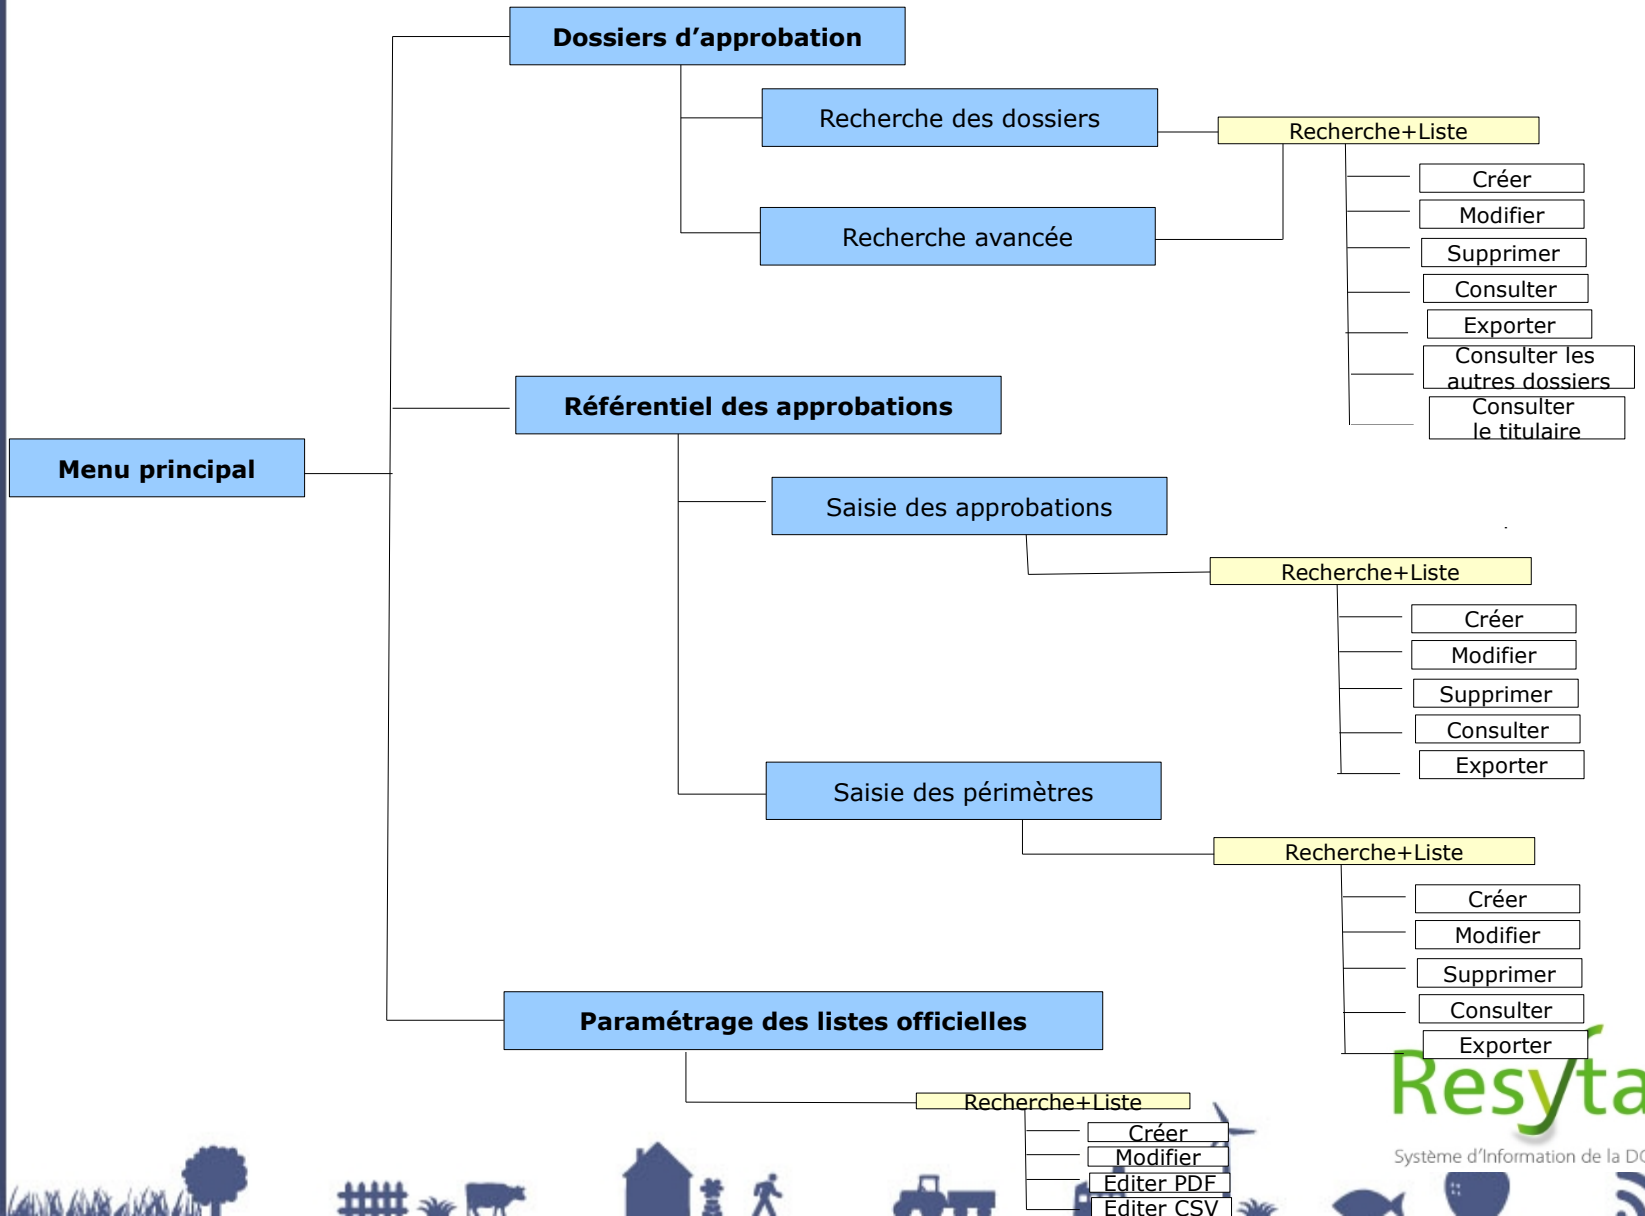 Dossiers d'approbation
Recherche des dossiers
Recherche+Liste
Créer
Modifier
Recherche avancée
Supprimer
Consulter
Exporter
Consulter les
autres dossiers
Consulter
le titulaire
Référentiel des approbations
Menu principal
Saisie des approbations
Recherche+Liste
Créer
Modifier
Supprimer
Consulter
Exporter
Saisie des périmètres
Recherche+Liste
Créer
Modifier
Supprimer
Consulter
Exporter
Paramétrage des listes officielles
Recherche+Liste
Créer
Modifier
Editer PDF
Editer CSV
Resyta
Système d'Information de la